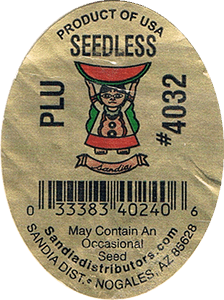 PRODUCT OF USA
SEEDLESS
PLU
#4032
Sandia
0 33383 40240 6
May Contain An
Occasional
Seed
Sandiadistributors.com
SANDIA DIST. • NOGALES, AZ 85628